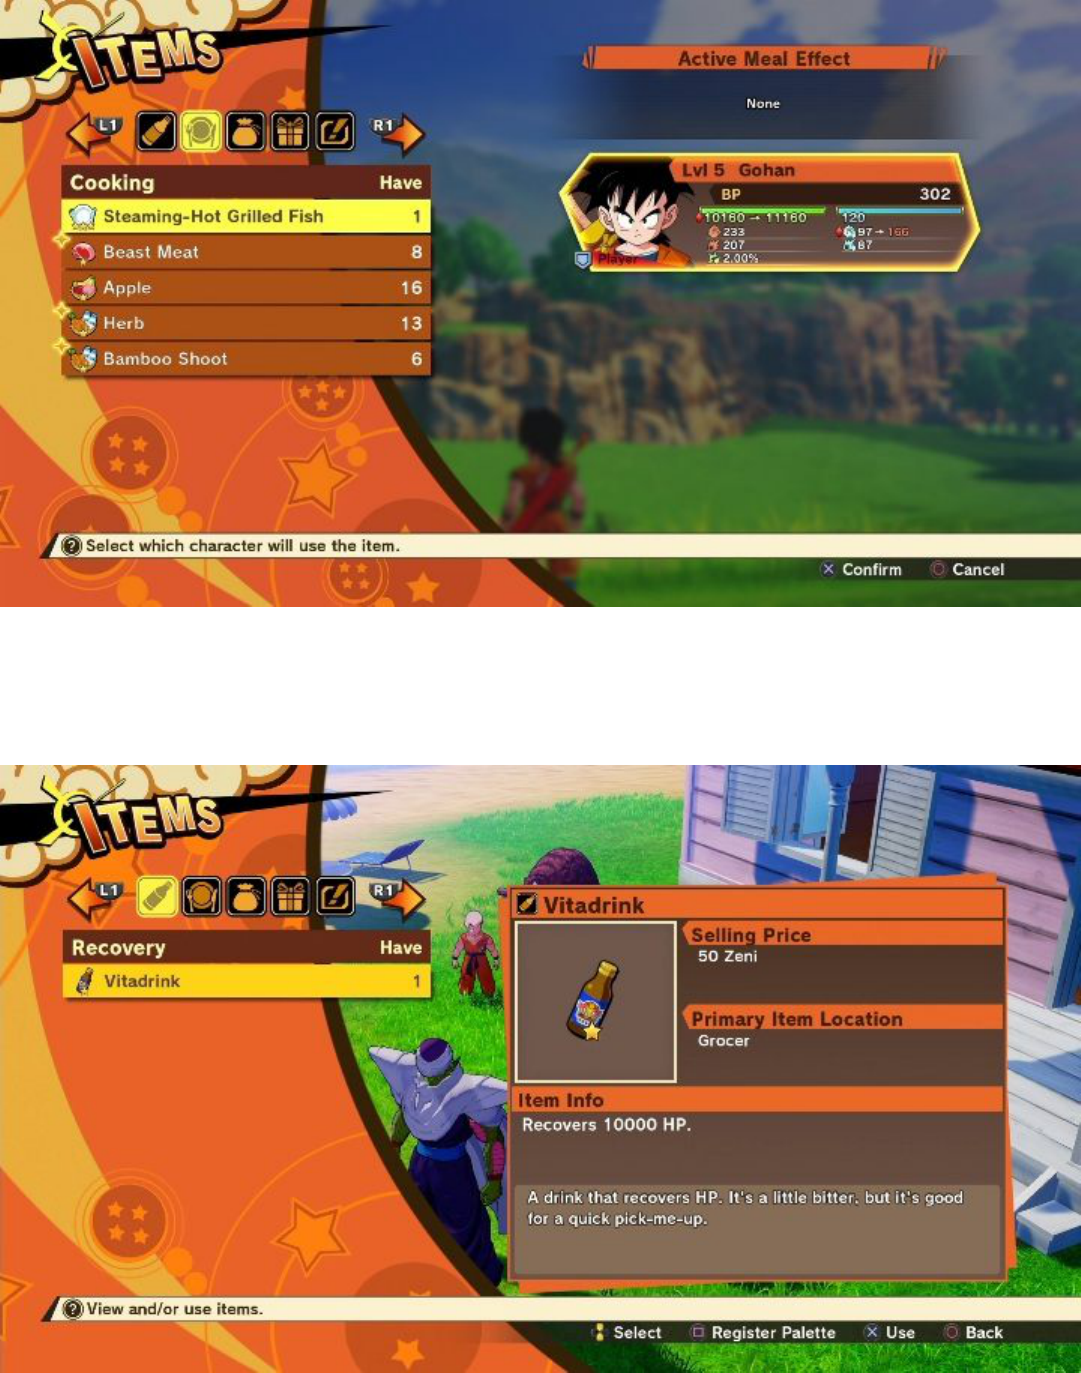 ITEMS
L1
R1
Cooking Have
Steaming-Hot Grilled Fish 1
Beast Meat 8
Apple 16
Herb 13
Bamboo Shoot 6
Active Meal Effect
None
Lvl 5 Gohan
BP 302
10160 → 11160 120
233 97 → 166
207 87
2.00%
Player
Select which character will use the item.
Confirm Cancel
ITEMS
L1
R1
Recovery Have
Vitadrink 1
Vitadrink
Selling Price
50 Zeni
Primary Item Location
Grocer
Item Info
Recovers 10000 HP.
A drink that recovers HP. It's a little bitter, but it's good
for a quick pick-me-up.
View and/or use items.
Select Register Palette Use Back